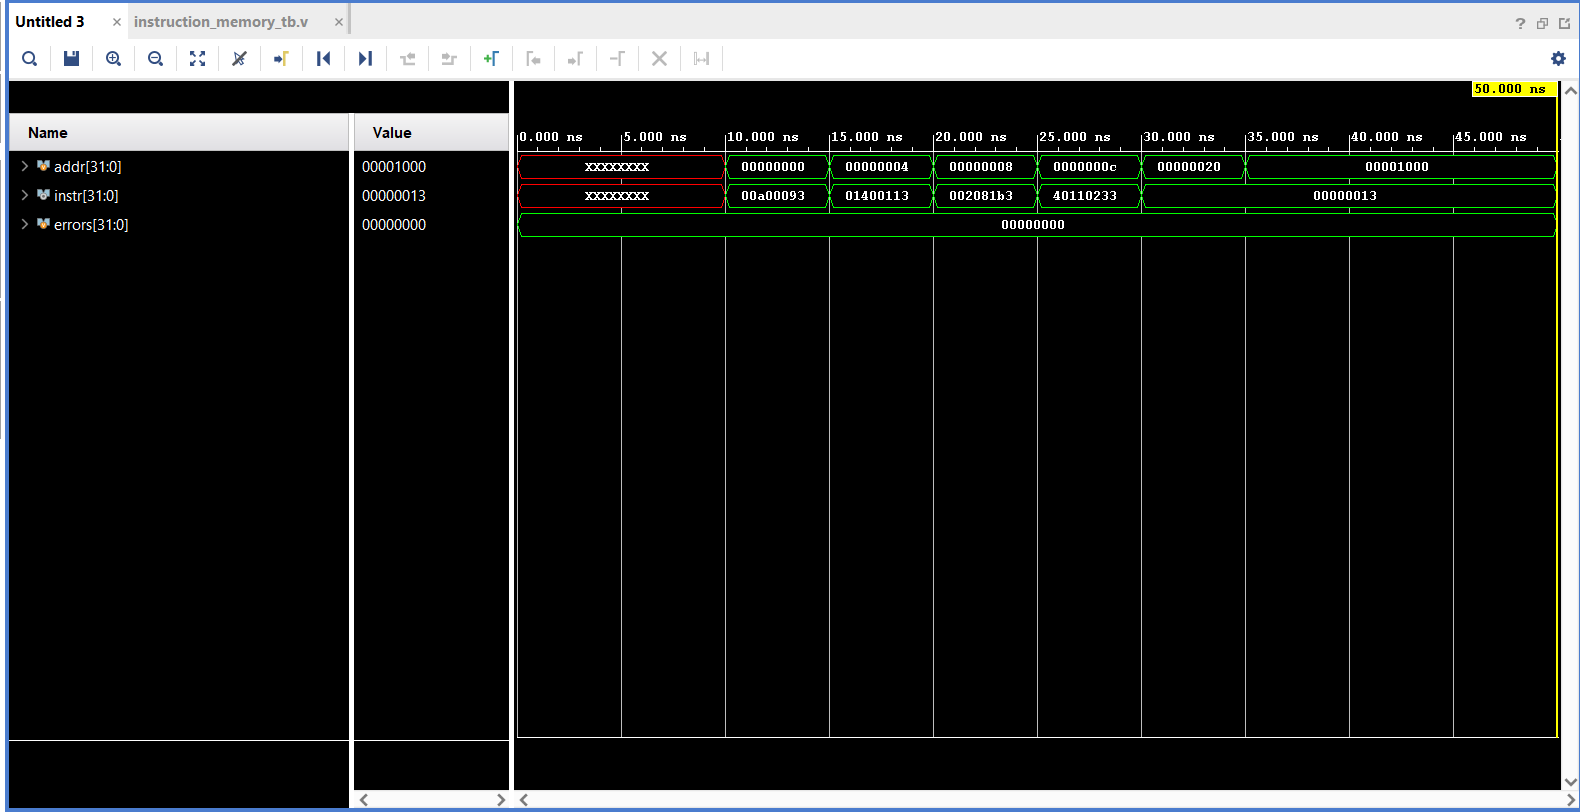 Untitled 3 × instruction_memory_tb.v ×
?
50.000 ns
Name Value
0.000 ns 5.000 ns 10.000 ns 15.000 ns 20.000 ns 25.000 ns 30.000 ns 35.000 ns 40.000 ns 45.000 ns
addr[31:0] 00001000 XXXXXXXX 00000000 00000004 00000008 0000000c 00000020 00001000
instr[31:0] 00000013 XXXXXXXX 00a00093 01400113 002081b3 40110233 00000013
errors[31:0] 00000000 00000000